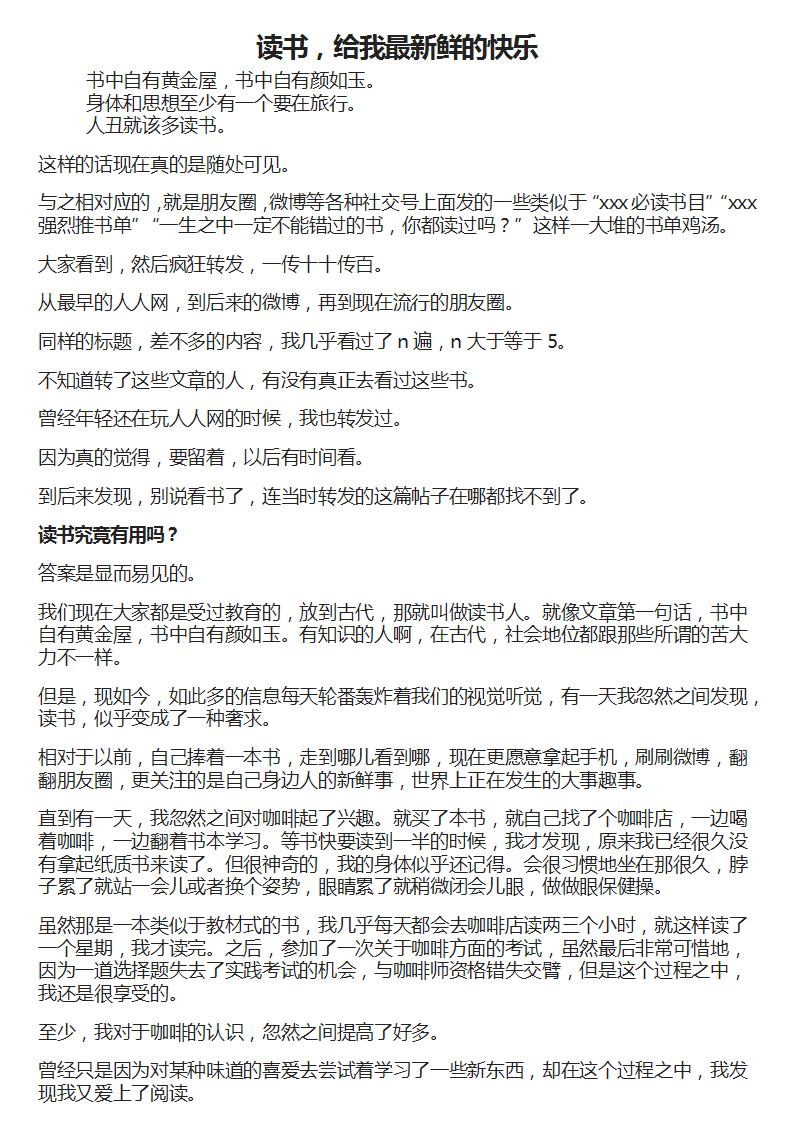 读书，给我最新鲜的快乐
书中自有黄金屋，书中自有颜如玉。
身体和思想至少有一个要在旅行。
人丑就该多读书。
这样的话现在真的是随处可见。
与之相对应的，就是朋友圈，微博等各种社交号上面发的一些类似于“xxx必读书目”“xxx
强烈推书单”“一生之中一定不能错过的书，你都读过吗？”这样一大堆的书单鸡汤。
大家看到，然后疯狂转发，一传十十传百。
从最早的人人网，到后来的微博，再到现在流行的朋友圈。
同样的标题，差不多的内容，我几乎看过了 n 遍，n 大于等于 5。
不知道转了这些文章的人，有没有真正去看过这些书。
曾经年轻还在玩人人网的时候，我也转发过。
因为真的觉得，要留着，以后有时间看。
到后来发现，别说看书了，连当时转发的这篇帖子在哪都找不到了。
读书究竟有用吗？
答案是显而易见的。
我们现在大家都是受过教育的，放到古代，那就叫做读书人。就像文章第一句话，书中
自有黄金屋，书中自有颜如玉。有知识的人啊，在古代，社会地位都跟那些所谓的苦大
力不一样。
但是，现如今，如此多的信息每天轮番轰炸着我们的视觉听觉，有一天我忽然之间发现，
读书，似乎变成了一种奢求。
相对于以前，自己捧着一本书，走到哪儿看到哪，现在更愿意拿起手机，刷刷微博，翻
翻朋友圈，更关注的是自己身边人的新鲜事，世界上正在发生的大事趣事。
直到有一天，我忽然之间对咖啡起了兴趣。就买了本书，就自己找了个咖啡店，一边喝
着咖啡，一边翻着书本学习。等书快要读到一半的时候，我才发现，原来我已经很久没
有拿起纸质书来读了。但很神奇的，我的身体似乎还记得。会很习惯地坐在那很久，脖
子累了就站一会儿或者换个姿势，眼睛累了就稍微闭会儿眼，做做眼保健操。
虽然那是一本类似于教材式的书，我几乎每天都会去咖啡店读两三个小时，就这样读了
一个星期，我才读完。之后，参加了一次关于咖啡方面的考试，虽然最后非常可惜地，
因为一道选择题失去了实践考试的机会，与咖啡师资格错失交臂，但是这个过程之中，
我还是很享受的。
至少，我对于咖啡的认识，忽然之间提高了好多。
曾经只是因为对某种味道的喜爱去尝试着学习了一些新东西，却在这个过程之中，我发
现我又爱上了阅读。